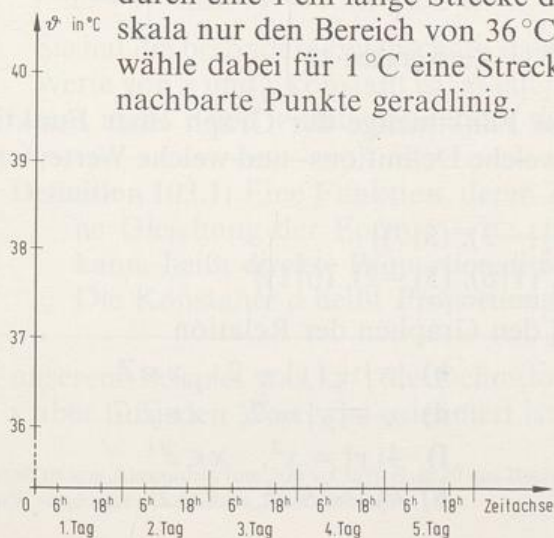 durch eine 1 cm lange Strecke d
skala nur den Bereich von 36°C
wähle dabei für 1°C eine Streck
nachbarte Punkte geradlinig.
ϑ in °C
40
39
38
37
36
0 6ʰ 18ʰ 6ʰ 18ʰ 6ʰ 18ʰ 6ʰ 18ʰ 6ʰ 18ʰ Zeitachse
1.Tag 2.Tag 3.Tag 4.Tag 5.Tag